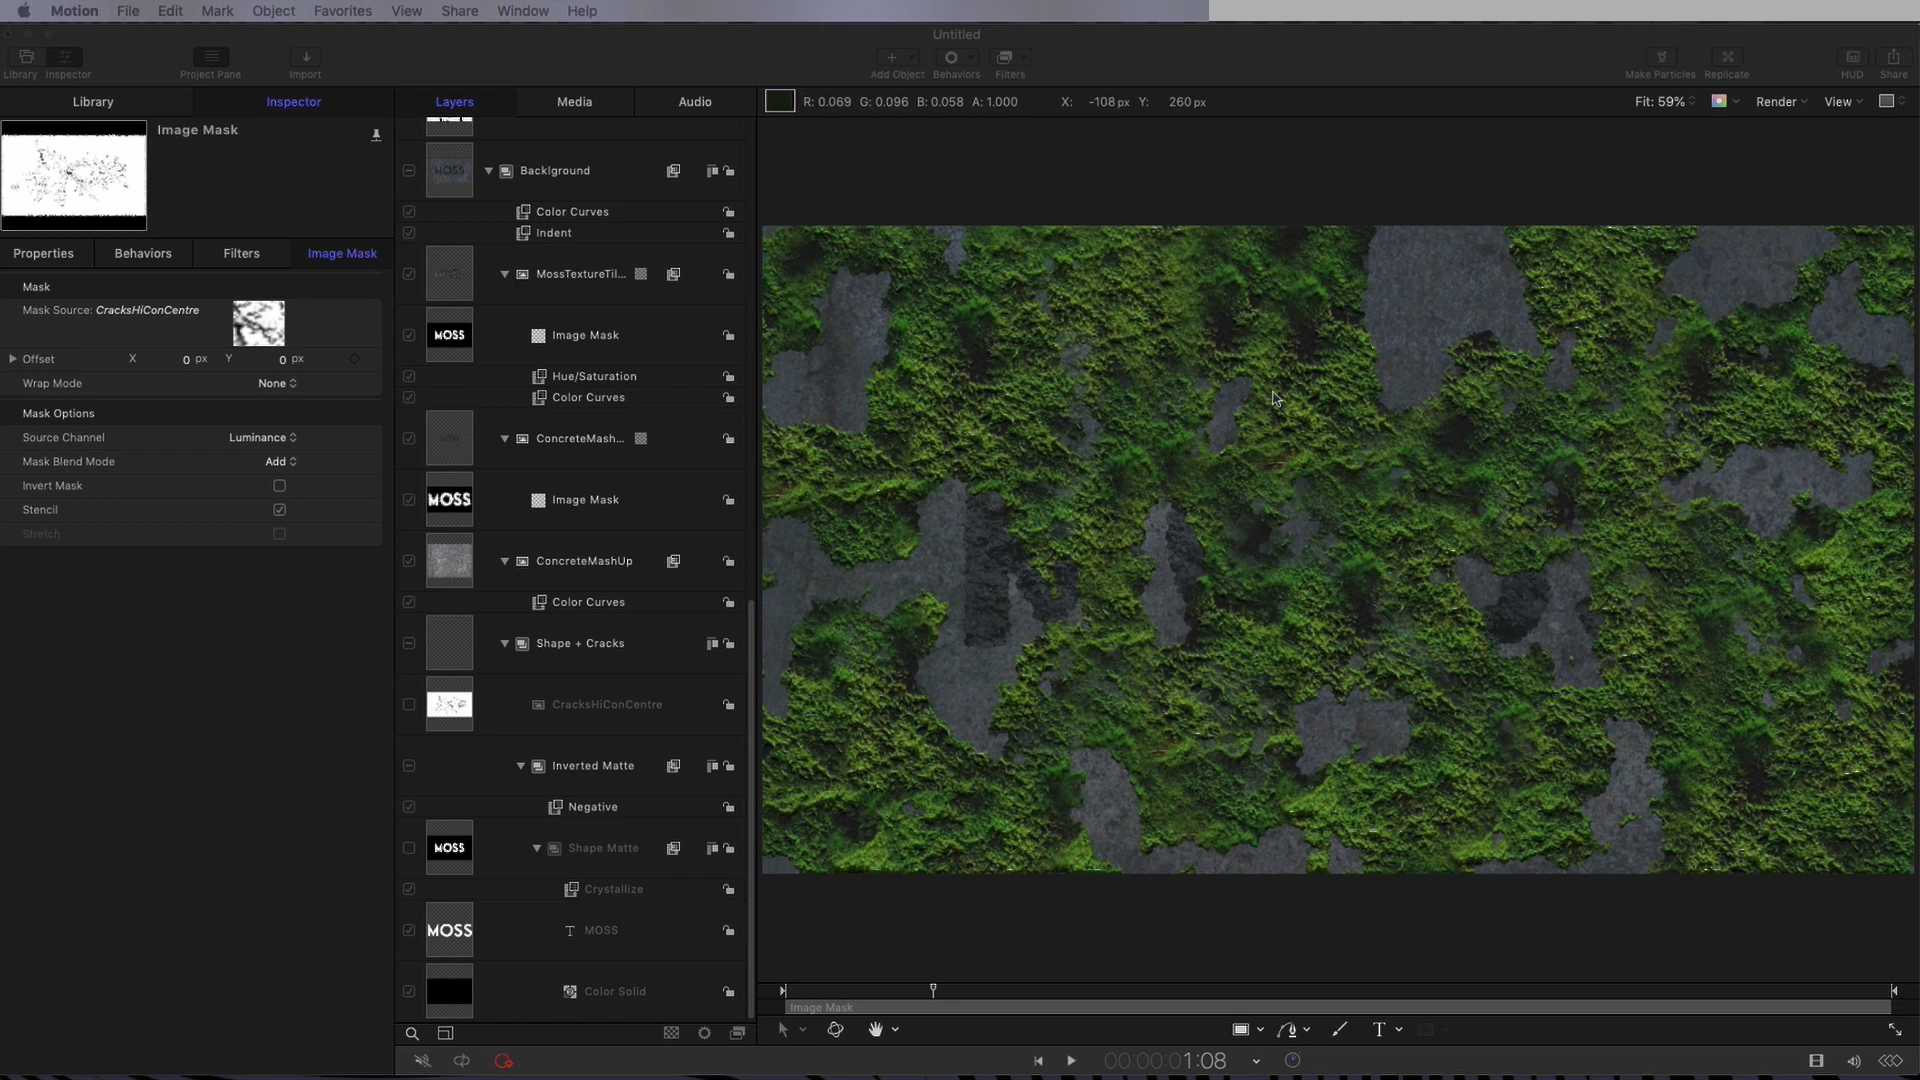 Motion File Edit Mark Object Favorites View Share Window Help
Untitled
Library Inspector Project Pane Import Add Object Behaviors Filters Make Particles Replicate HUD Share
Library Inspector Layers Media Audio R: 0.069 G: 0.096 B: 0.058 A: 1.000 X: -108 px Y: 260 px Fit: 59% Render View
Image Mask
Properties Behaviors Filters Image Mask
Mask
Mask Source: CracksHiConCentre
Offset X 0 px Y 0 px
Wrap Mode None
Mask Options
Source Channel Luminance
Mask Blend Mode Add
Invert Mask
Stencil
Stretch
MOSS Backlground
Color Curves
Indent
MossTextureTil...
MOSS Image Mask
Hue/Saturation
Color Curves
ConcreteMash...
MOSS Image Mask
ConcreteMashUp
Color Curves
Shape + Cracks
CracksHiConCentre
Inverted Matte
Negative
MOSS Shape Matte
Crystallize
MOSS T MOSS
Color Solid
Image Mask
T
00:00:01:08